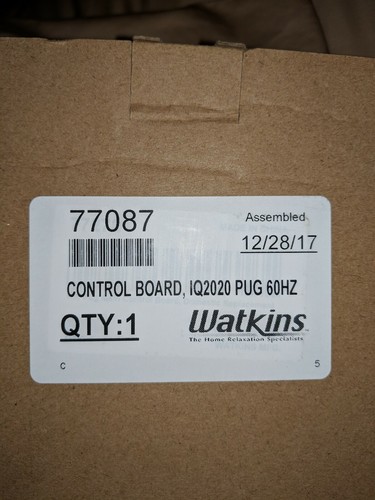 77087
Assembled
12/28/17
CONTROL BOARD, IQ2020 PUG 60HZ
QTY:1
Watkins
The Home Relaxation Specialists
C
5